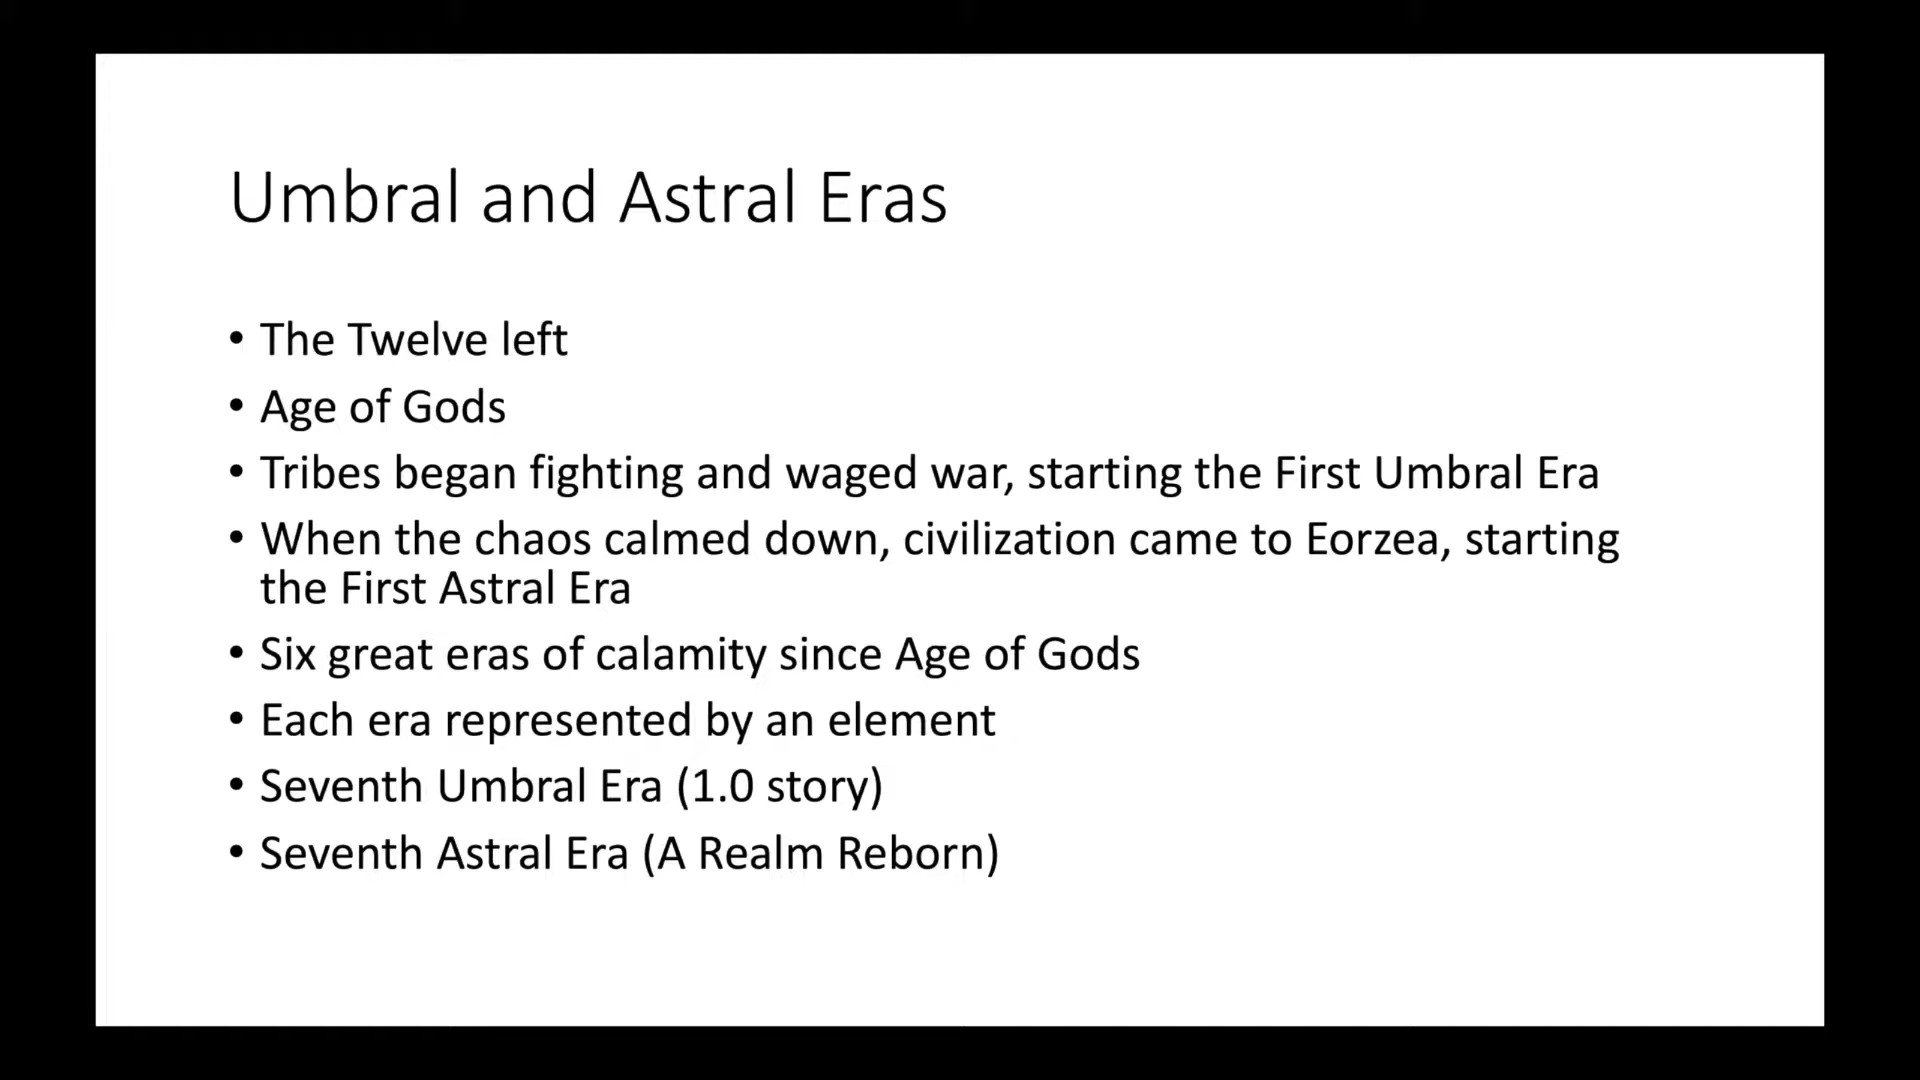 Umbral and Astral Eras
• The Twelve left
• Age of Gods
• Tribes began fighting and waged war, starting the First Umbral Era
• When the chaos calmed down, civilization came to Eorzea, starting
the First Astral Era
• Six great eras of calamity since Age of Gods
• Each era represented by an element
• Seventh Umbral Era (1.0 story)
• Seventh Astral Era (A Realm Reborn)